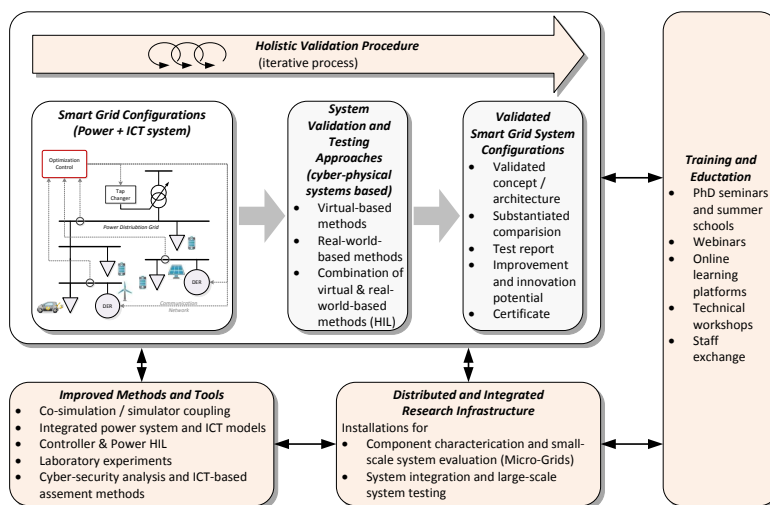 Holistic Validation Procedure
(iterative process)
Smart Grid Configurations
(Power + ICT system)
Optimization
Control
Tap
Changer
Power Distriubtion Grid
DER
DER
Communication
Network
System
Validation and
Testing
Approaches
(cyber-physical
systems based)
• Virtual-based
methods
• Real-world-
based methods
• Combination of
virtual & real-
world-based
methods (HIL)
Validated
Smart Grid System
Configurations
• Validated
concept /
architecture
• Substantiated
comparision
• Test report
• Improvement
and innovation
potential
• Certificate
Training and
Eductation
• PhD seminars
and summer
schools
• Webinars
• Online
learning
platforms
• Technical
workshops
• Staff
exchange
Improved Methods and Tools
• Co-simulation / simulator coupling
• Integrated power system and ICT models
• Controller & Power HIL
• Laboratory experiments
• Cyber-security analysis and ICT-based
assement methods
Distributed and Integrated
Research Infrastructure
Installations for
• Component characterication and small-
scale system evaluation (Micro-Grids)
• System integration and large-scale
system testing